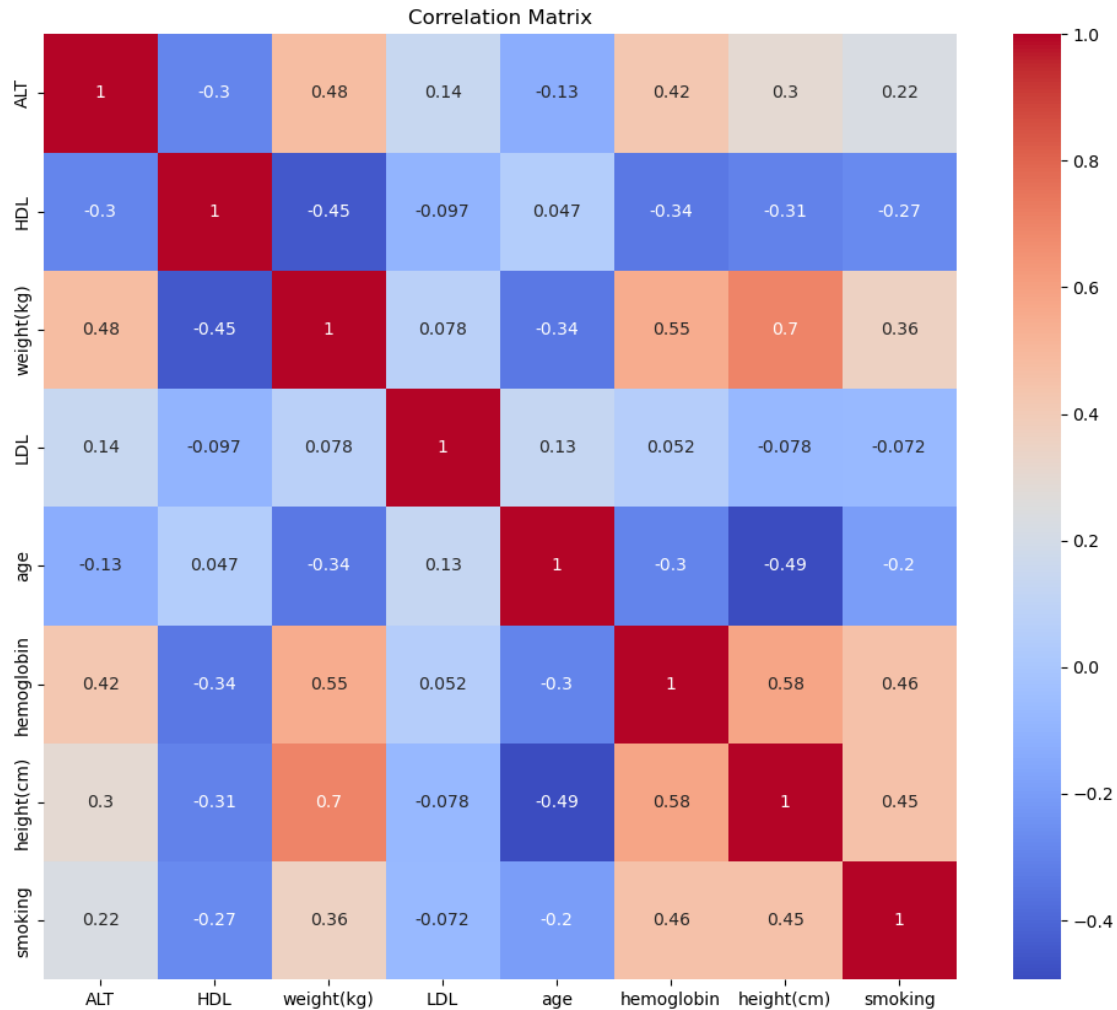 Correlation Matrix
ALT 1 -0.3 0.48 0.14 -0.13 0.42 0.3 0.22
HDL -0.3 1 -0.45 -0.097 0.047 -0.34 -0.31 -0.27
weight(kg) 0.48 -0.45 1 0.078 -0.34 0.55 0.7 0.36
LDL 0.14 -0.097 0.078 1 0.13 0.052 -0.078 -0.072
age -0.13 0.047 -0.34 0.13 1 -0.3 -0.49 -0.2
hemoglobin 0.42 -0.34 0.55 0.052 -0.3 1 0.58 0.46
height(cm) 0.3 -0.31 0.7 -0.078 -0.49 0.58 1 0.45
smoking 0.22 -0.27 0.36 -0.072 -0.2 0.46 0.45 1
ALT HDL weight(kg) LDL age hemoglobin height(cm) smoking
1.0
0.8
0.6
0.4
0.2
0.0
−0.2
−0.4